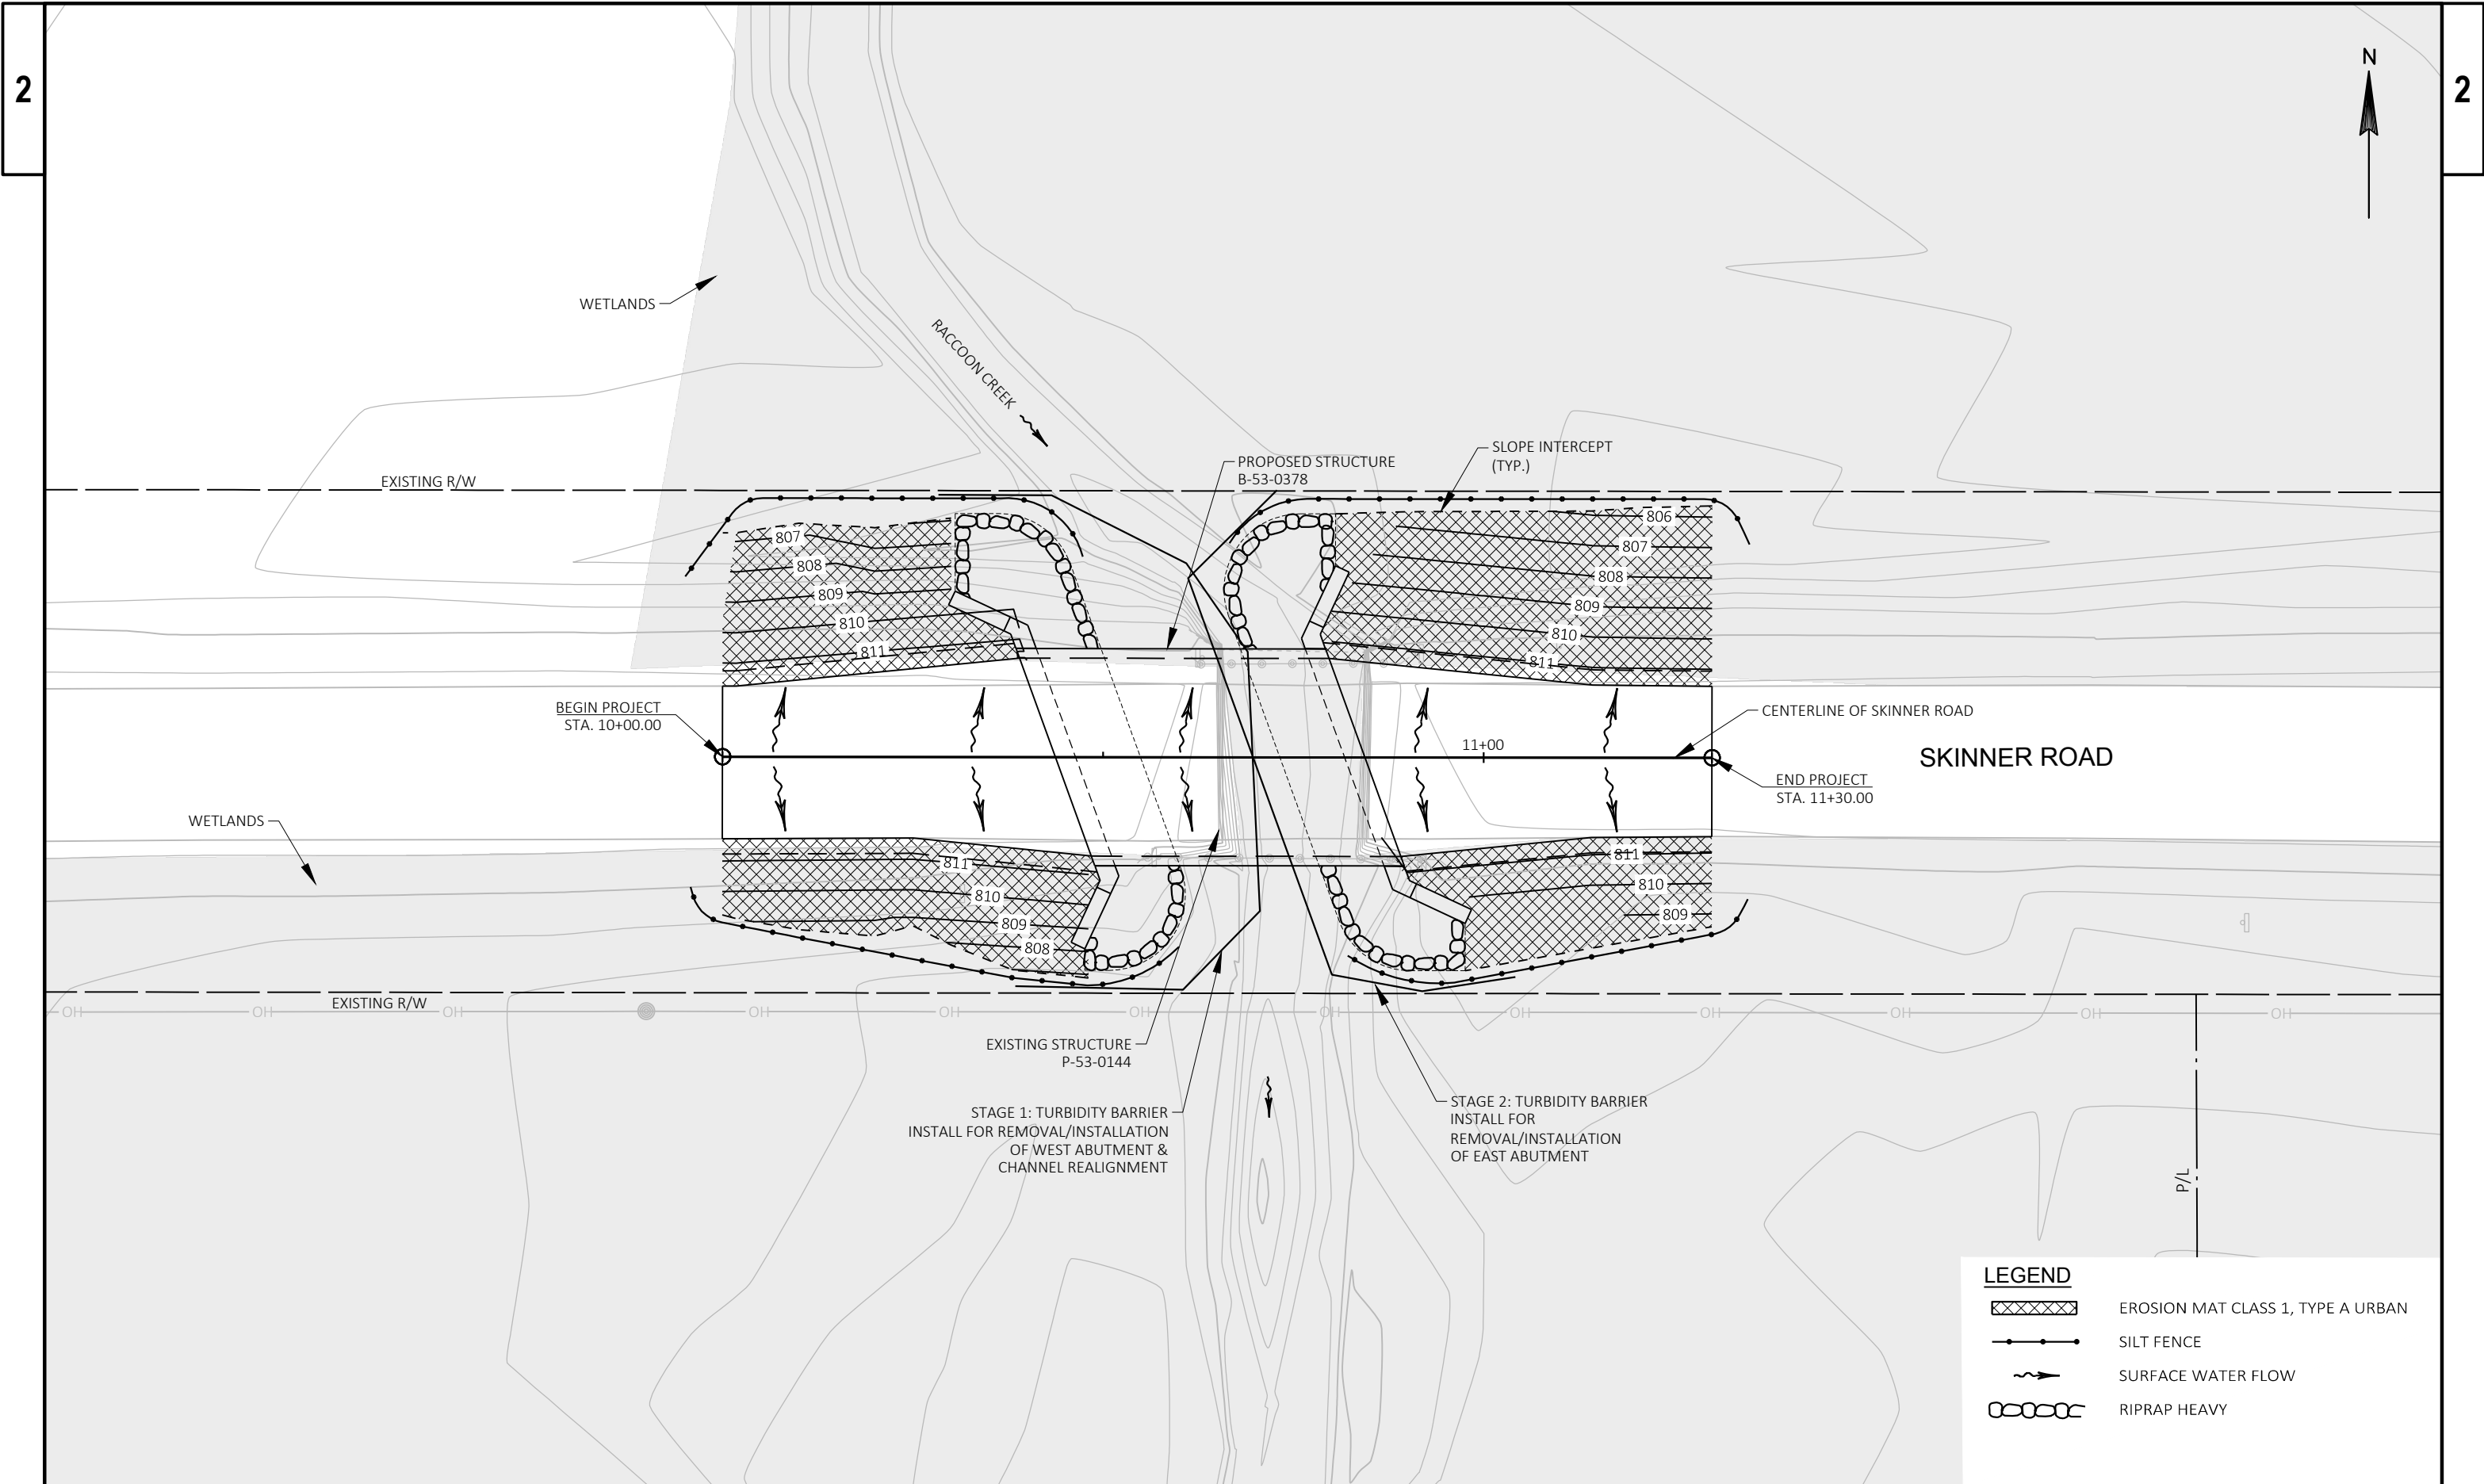 2
2
N
WETLANDS
RACCOON CREEK
EXISTING R/W
PROPOSED STRUCTURE
B-53-0378
SLOPE INTERCEPT
(TYP.)
807
808
809
810
811
806
807
808
809
810
811
BEGIN PROJECT
STA. 10+00.00
11+00
CENTERLINE OF SKINNER ROAD
SKINNER ROAD
END PROJECT
STA. 11+30.00
WETLANDS
811
810
809
808
811
810
809
EXISTING R/W
OH
OH
OH
OH
OH
OH
OH
OH
OH
OH
OH
OH
EXISTING STRUCTURE
P-53-0144
STAGE 1: TURBIDITY BARRIER
INSTALL FOR REMOVAL/INSTALLATION
OF WEST ABUTMENT &
CHANNEL REALIGNMENT
STAGE 2: TURBIDITY BARRIER
INSTALL FOR
REMOVAL/INSTALLATION
OF EAST ABUTMENT
P/L
LEGEND
EROSION MAT CLASS 1, TYPE A URBAN
SILT FENCE
SURFACE WATER FLOW
RIPRAP HEAVY